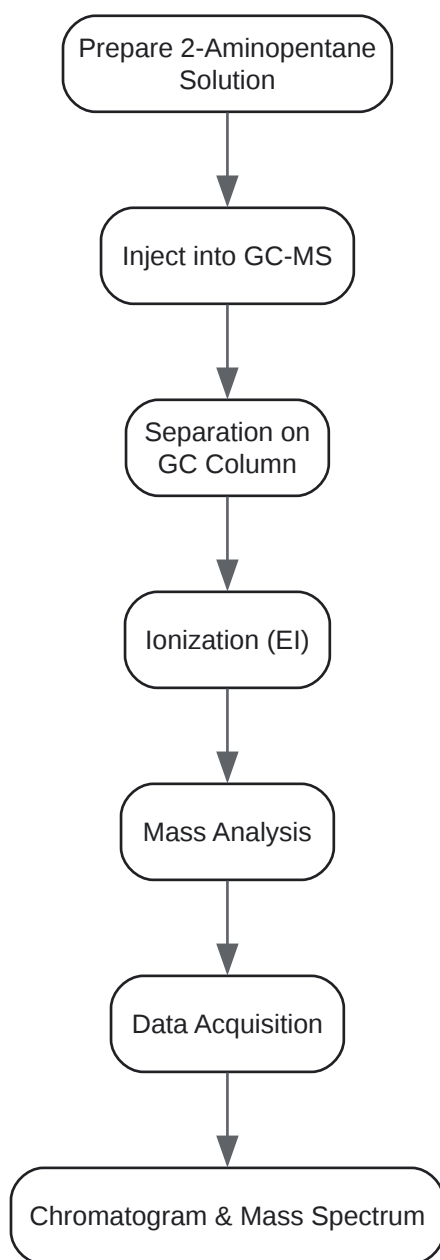 Prepare 2-Aminopentane
Solution
Inject into GC-MS
Separation on
GC Column
Ionization (EI)
Mass Analysis
Data Acquisition
Chromatogram & Mass Spectrum